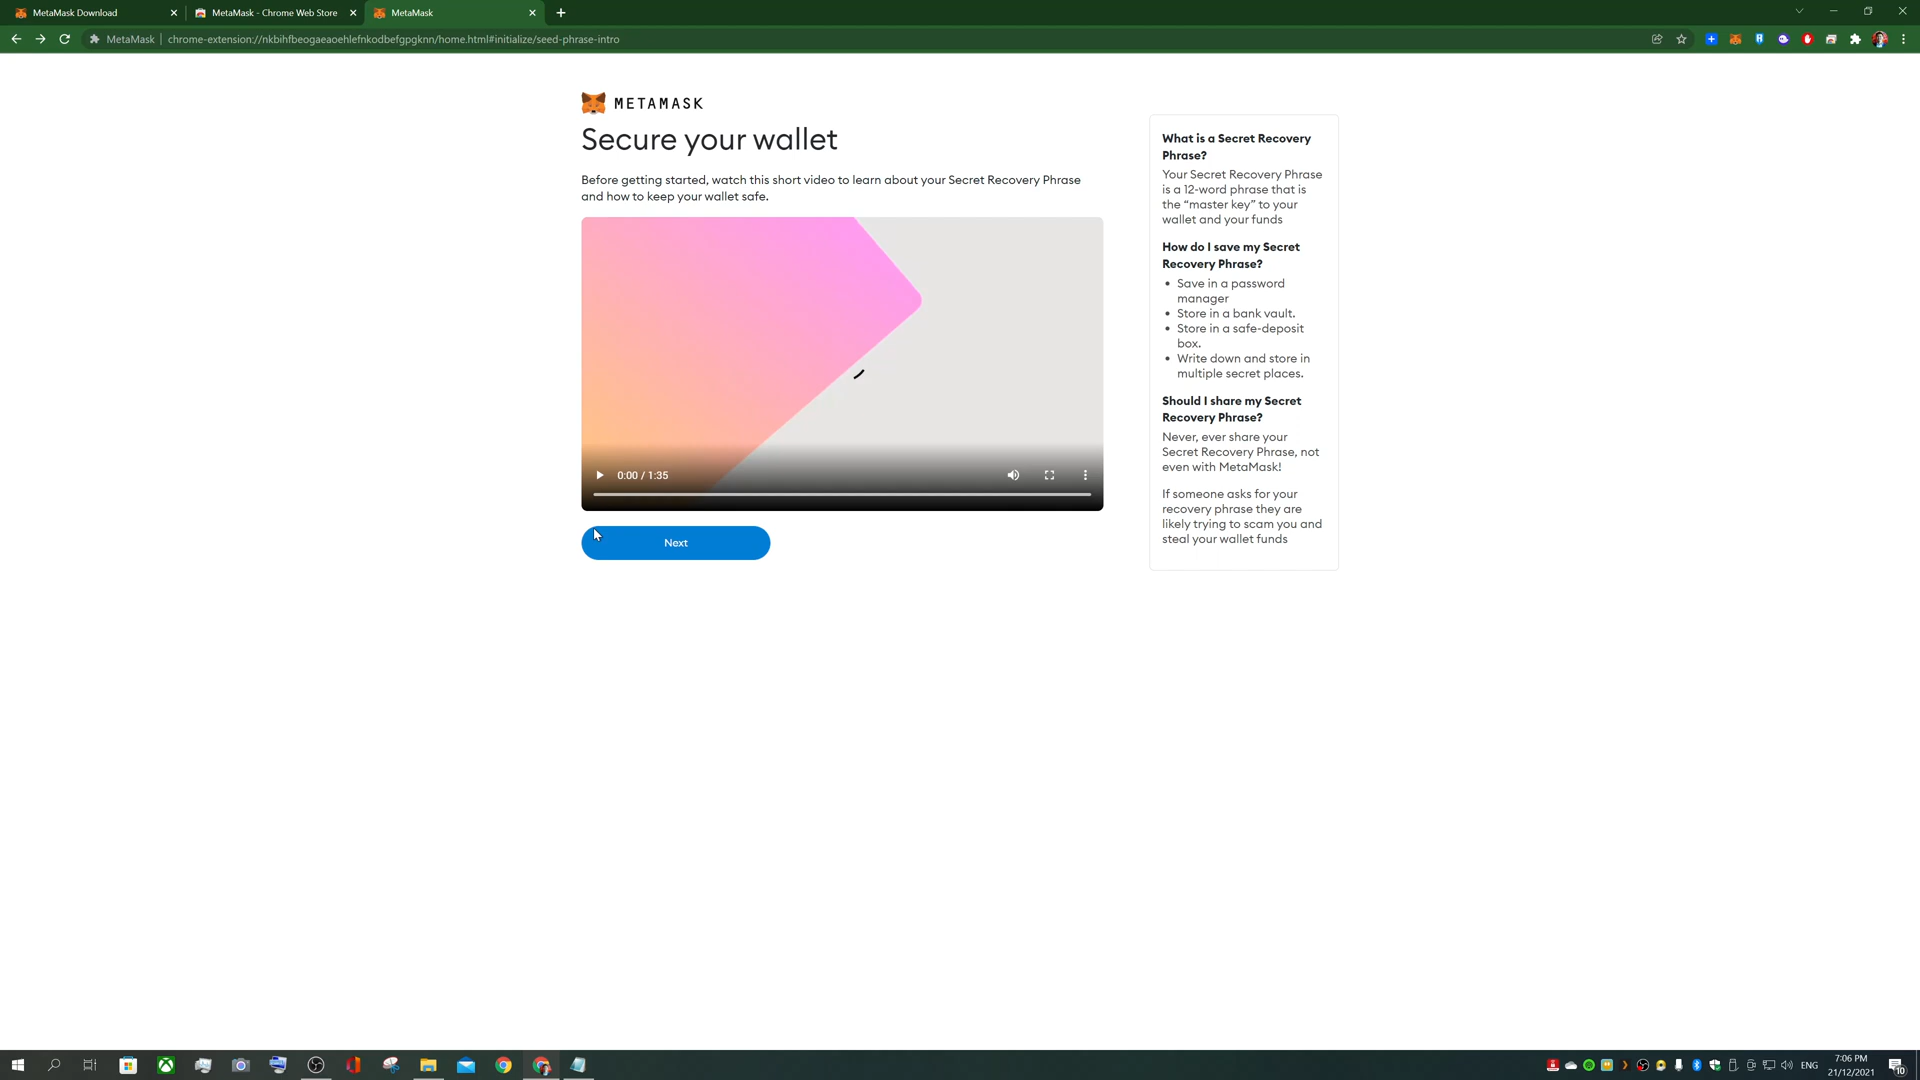 MetaMask Download
MetaMask - Chrome Web Store
MetaMask
MetaMask
chrome-extension://nkbihfbeogaeaoehlefnkodbefgpgknn/home.html#initialize/seed-phrase-intro
METAMASK
Secure your wallet
Before getting started, watch this short video to learn about your Secret Recovery Phrase
and how to keep your wallet safe.
0:00 / 1:35
Next
What is a Secret Recovery
Phrase?
Your Secret Recovery Phrase
is a 12-word phrase that is
the “master key” to your
wallet and your funds
How do I save my Secret
Recovery Phrase?
• Save in a password
manager
• Store in a bank vault.
• Store in a safe-deposit
box.
• Write down and store in
multiple secret places.
Should I share my Secret
Recovery Phrase?
Never, ever share your
Secret Recovery Phrase, not
even with MetaMask!
If someone asks for your
recovery phrase they are
likely trying to scam you and
steal your wallet funds
ENG
7:06 PM
21/12/2021
10